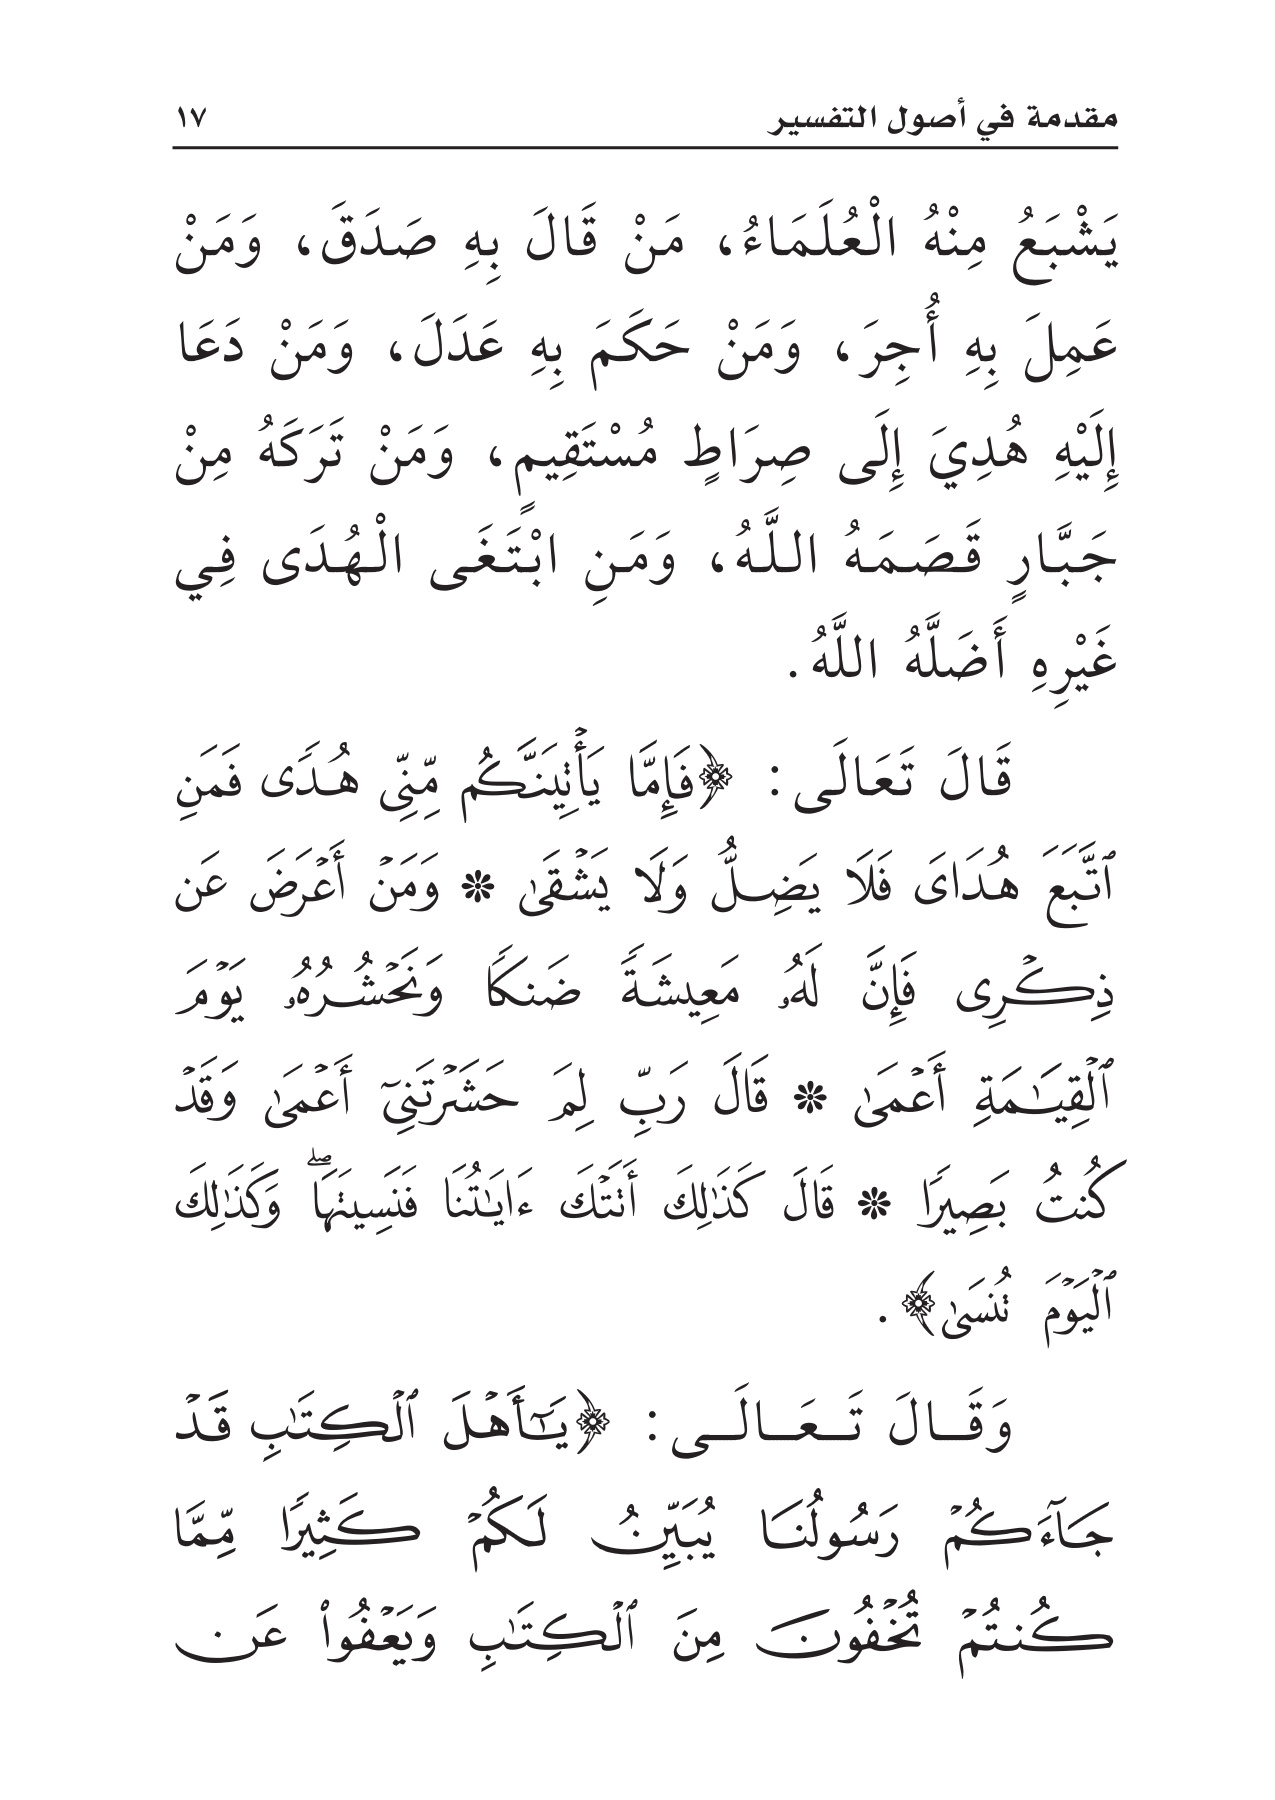 مقدمة في أصول التفسير ١٧
يَشْبَعُ مِنْهُ الْعُلَمَاءُ، مَنْ قَالَ بِهِ صَدَقَ، وَمَنْ
عَمِلَ بِهِ أُجِرَ، وَمَنْ حَكَمَ بِهِ عَدَلَ، وَمَنْ دَعَا
إِلَيْهِ هُدِيَ إِلَى صِرَاطٍ مُسْتَقِيمٍ، وَمَنْ تَرَكَهُ مِنْ
جَبَّارٍ قَصَمَهُ اللَّهُ، وَمَنِ ابْتَغَى الْهُدَى فِي
غَيْرِهِ أَضَلَّهُ اللَّهُ.
قَالَ تَعَالَى: ﴿فَإِمَّا يَأۡتِيَنَّكُم مِّنِّى هُدًى فَمَنِ
ٱتَّبَعَ هُدَاىَ فَلَا يَضِلُّ وَلَا يَشۡقَىٰ * وَمَنۡ أَعۡرَضَ عَن
ذِكۡرِى فَإِنَّ لَهُۥ مَعِيشَةً ضَنكًا وَنَحۡشُرُهُۥ يَوۡمَ
ٱلۡقِيَٰمَةِ أَعۡمَىٰ * قَالَ رَبِّ لِمَ حَشَرۡتَنِىٓ أَعۡمَىٰ وَقَدۡ
كُنتُ بَصِيرًا * قَالَ كَذَٰلِكَ أَتَتۡكَ ءَايَٰتُنَا فَنَسِيتَهَاۖ وَكَذَٰلِكَ
ٱلۡيَوۡمَ تُنسَىٰ﴾.
وَقَالَ تَعَالَى: ﴿يَٰٓأَهۡلَ ٱلۡكِتَٰبِ قَدۡ
جَآءَكُمۡ رَسُولُنَا يُبَيِّنُ لَكُمۡ كَثِيرًا مِّمَّا
كُنتُمۡ تُخۡفُونَ مِنَ ٱلۡكِتَٰبِ وَيَعۡفُواْ عَن